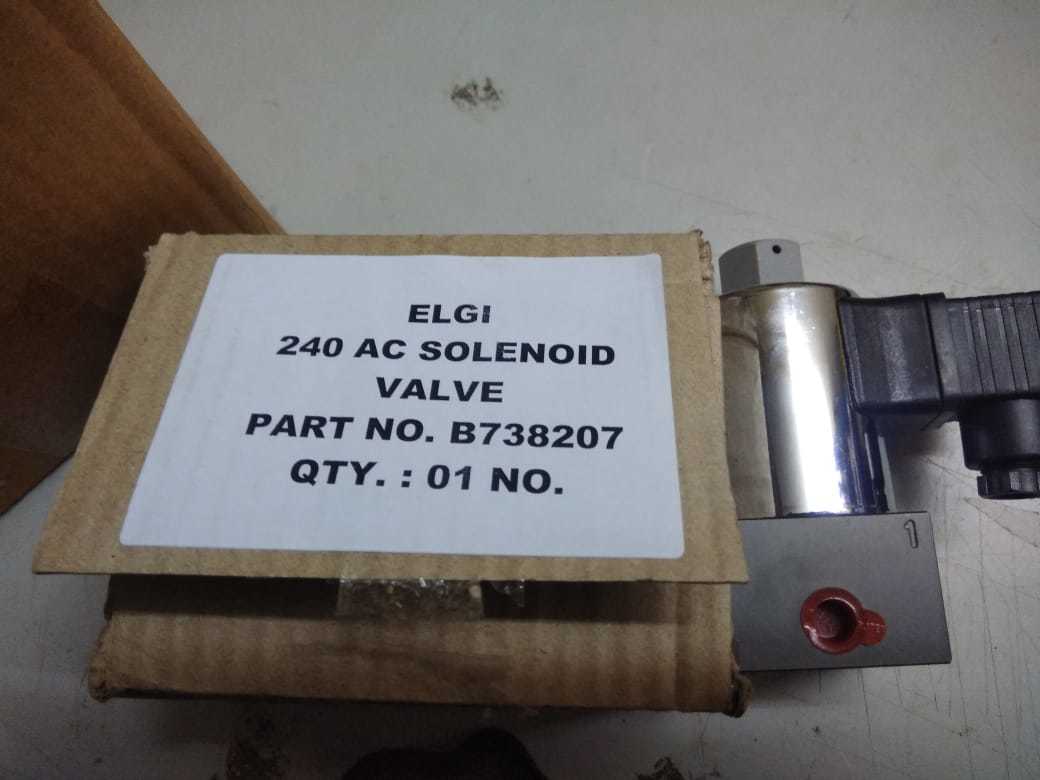 ELGI
240 AC SOLENOID
VALVE
PART NO. B738207
QTY. : 01 NO.
1